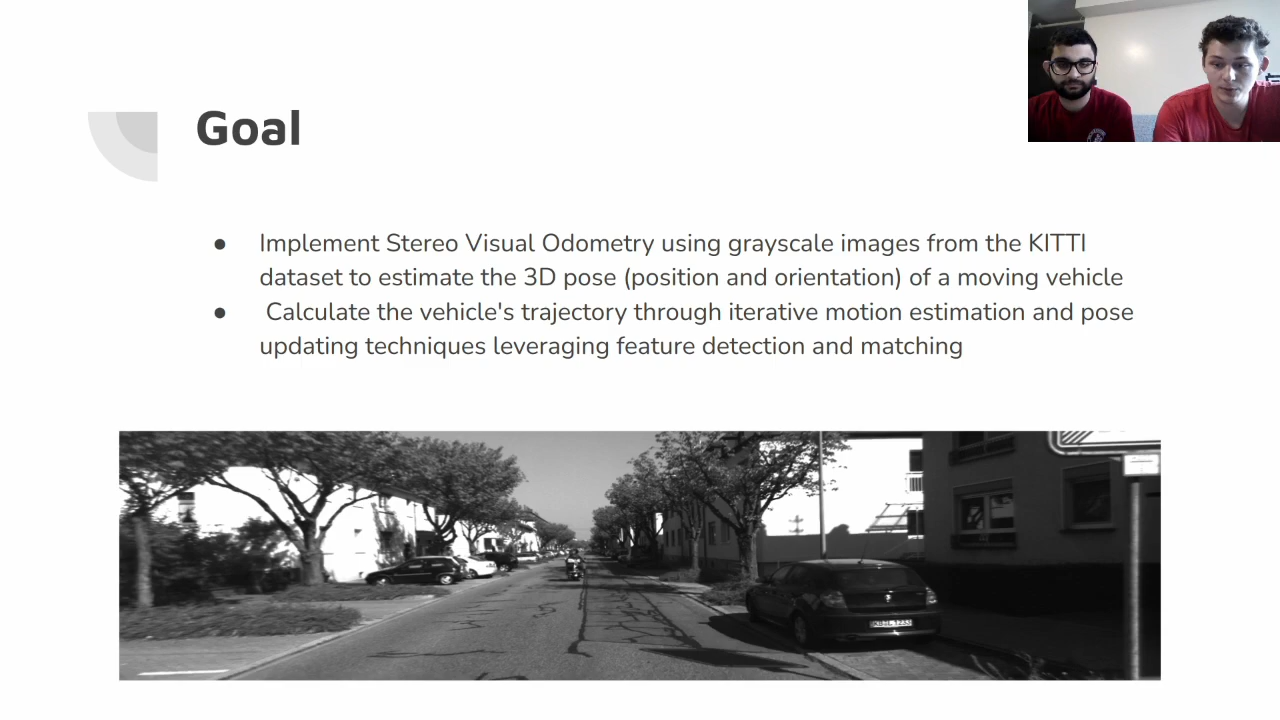 Goal
● Implement Stereo Visual Odometry using grayscale images from the KITTI
dataset to estimate the 3D pose (position and orientation) of a moving vehicle
● Calculate the vehicle's trajectory through iterative motion estimation and pose
updating techniques leveraging feature detection and matching